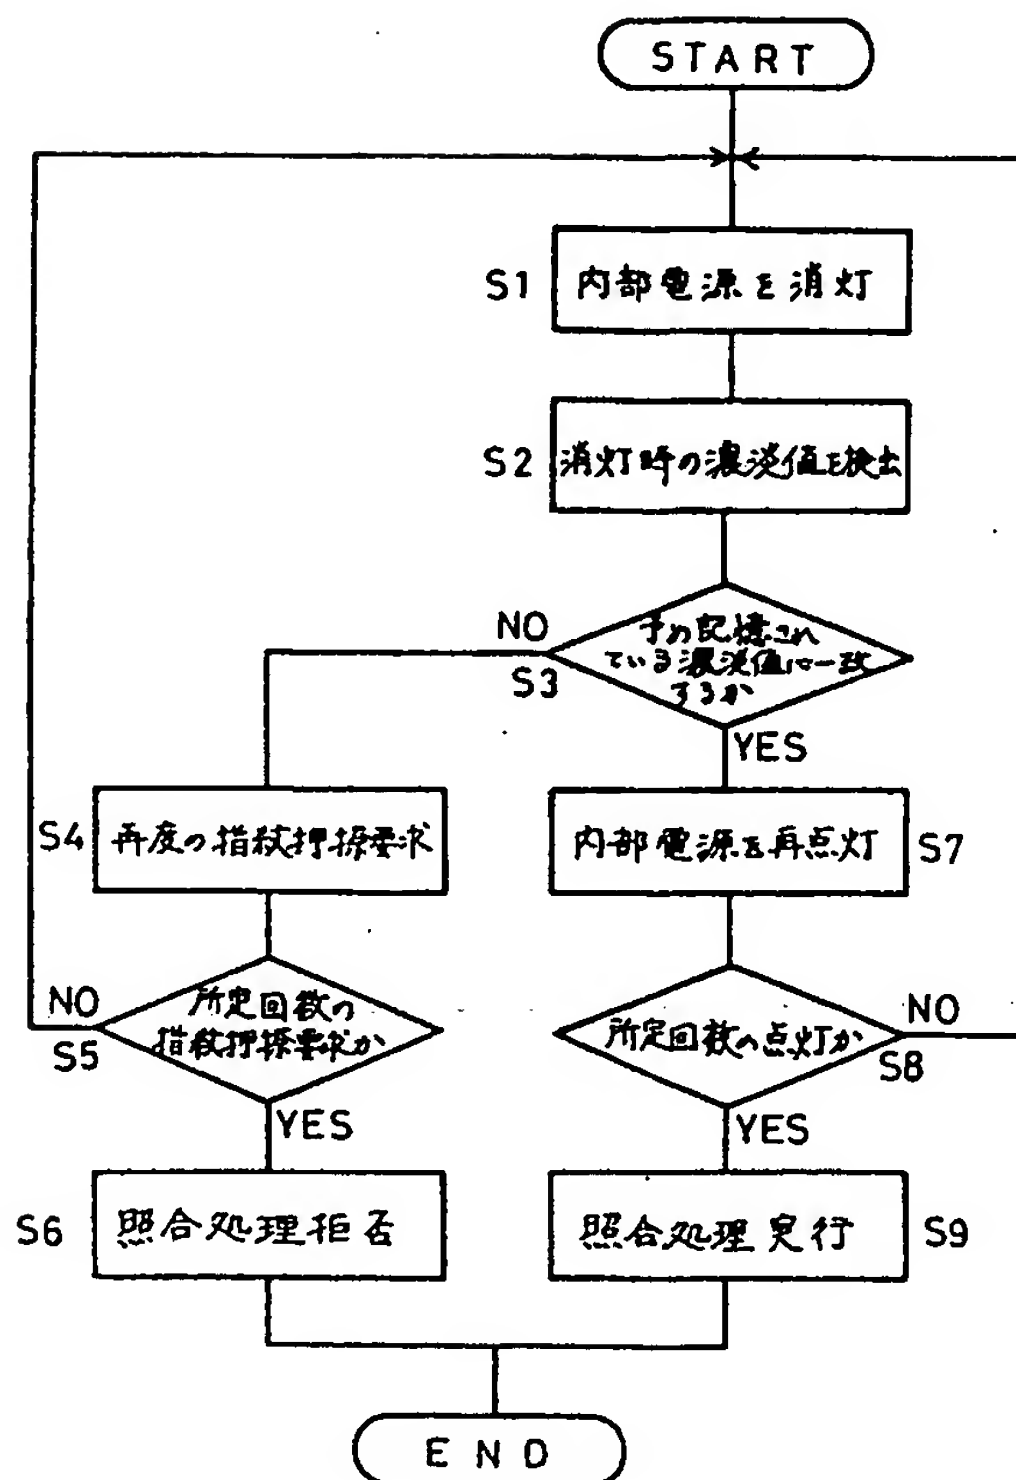 START
S1
内部電源を消灯
S2
消灯時の濃淡値を検出
NO
S3
予め記憶され
ている濃淡値に一致
するか
YES
S4
再度の指紋押捺要求
内部電源を再点灯
S7
NO
S5
所定回数の
指紋押捺要求か
所定回数の点灯か
NO
S8
YES
YES
S6
照合処理拒否
照合処理実行
S9
END